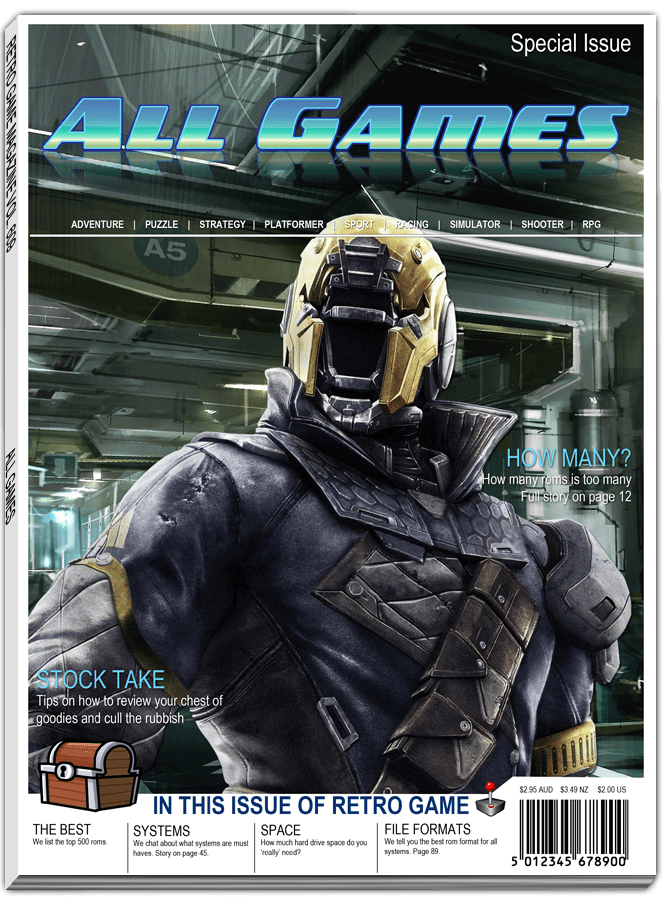 Special Issue
ALL GAMES
ADVENTURE | PUZZLE | STRATEGY | PLATFORMER | SPORT | RACING | SIMULATOR | SHOOTER | RPG
A5
HOW MANY?
How many roms is too many
Full story on page 12
STOCK TAKE
Tips on how to review your chest of
goodies and cull the rubbish
IN THIS ISSUE OF RETRO GAME
$2.95 AUD $3.49 NZ $2.00 US
THE BEST
We list the top 500 roms.
SYSTEMS
We chat about what systems are must
haves. Story on page 45.
SPACE
How much hard drive space do you
'really' need?
FILE FORMATS
We tell you the best rom format for all
systems. Page 89.
5 012345 678900
RETRO GAME MAGAZINE VOL 899
ALL GAMES